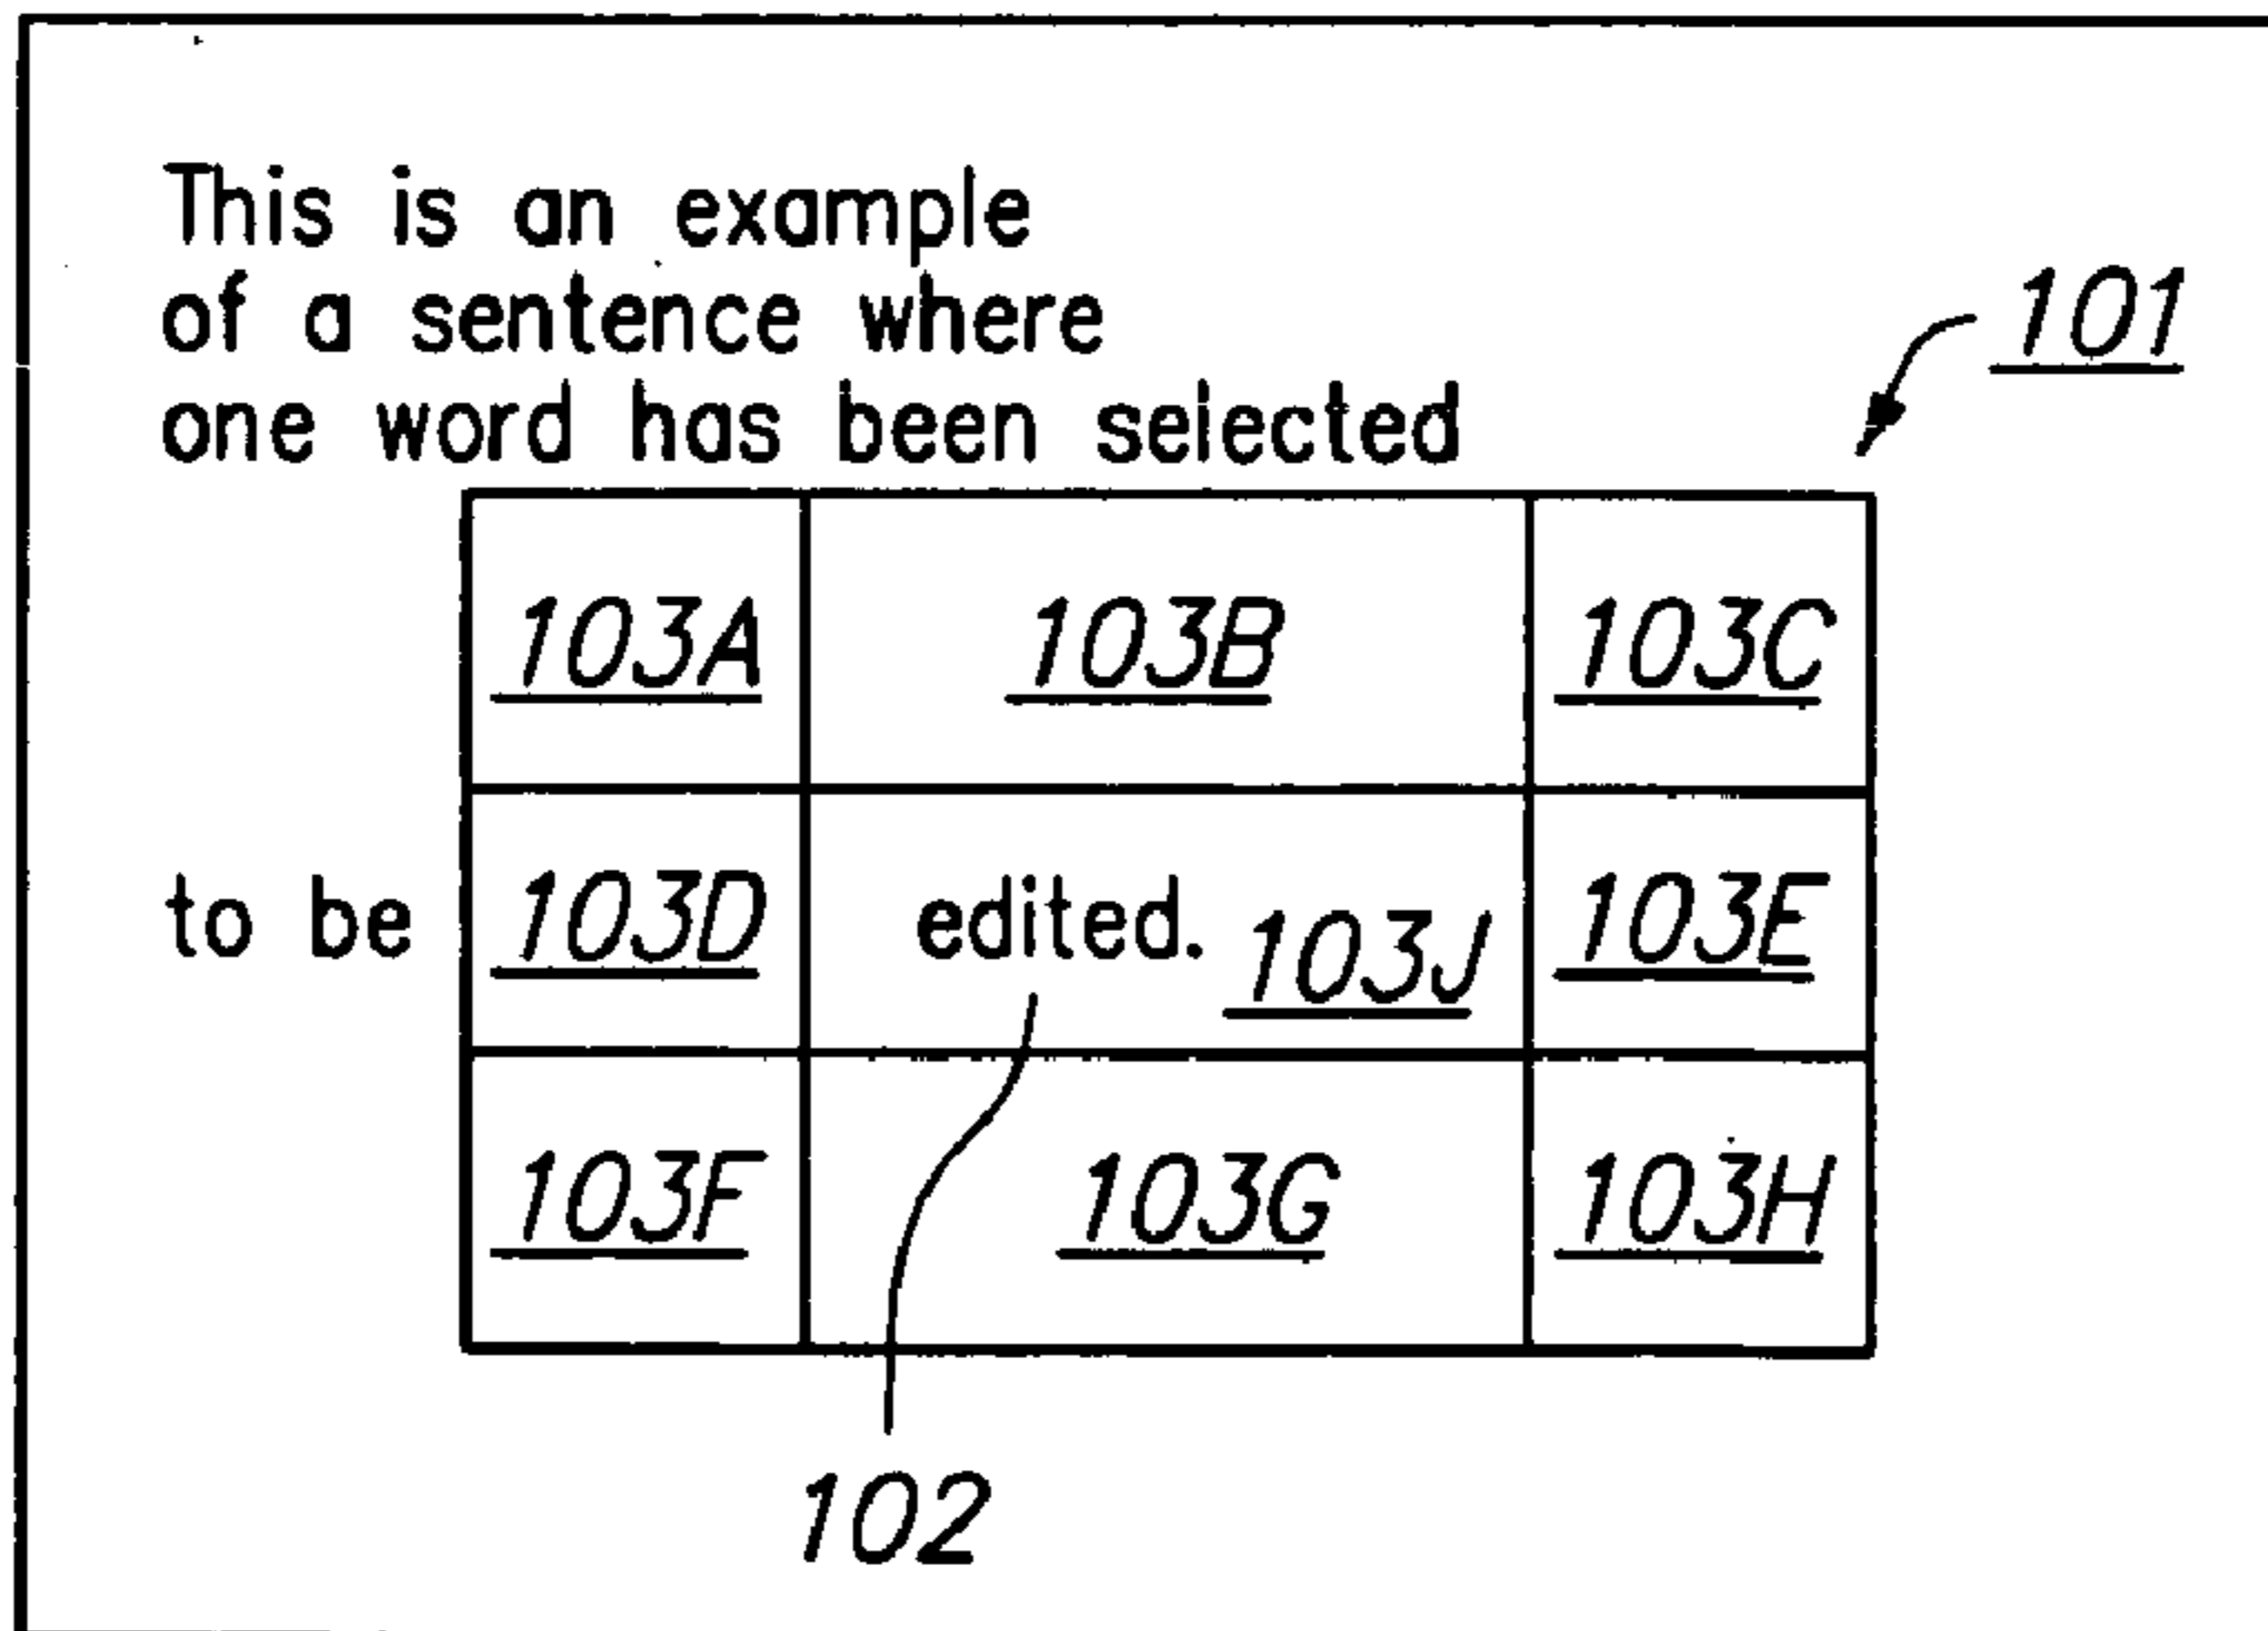 This is an example
of a sentence where
one word has been selected
101
103A 103B 103C
to be 103D edited. 103J 103E
103F 103G 103H
102